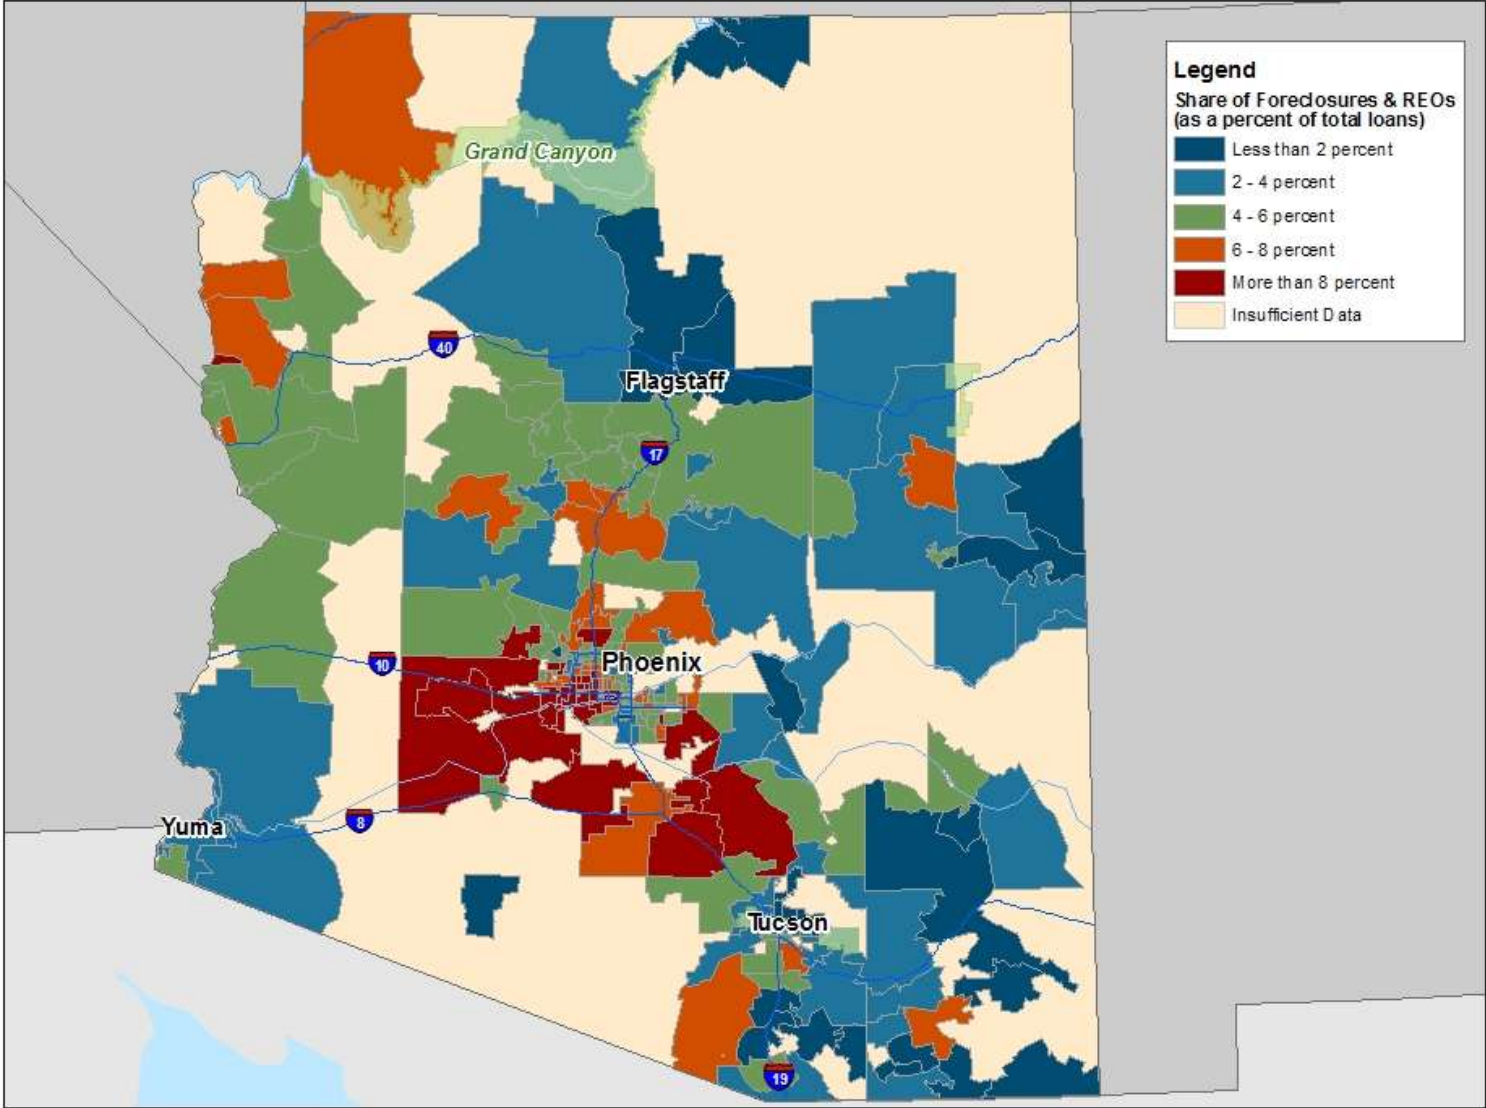 Legend
Share of Foreclosures & REOs
(as a percent of total loans)
Less than 2 percent
2 - 4 percent
4 - 6 percent
6 - 8 percent
More than 8 percent
Insufficient Data
Grand Canyon
40
Flagstaff
17
10
Phoenix
8
Yuma
Tucson
19